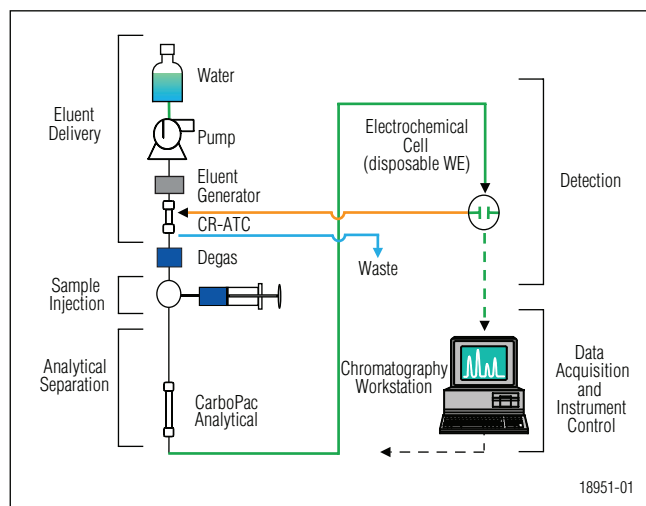 Water
Eluent
Delivery
Pump
Eluent
Generator
CR-ATC
Degas
Sample
Injection
Analytical
Separation
CarboPac
Analytical
Electrochemical
Cell
(disposable WE)
Detection
Waste
Chromatography
Workstation
Data
Acquisition
and
Instrument
Control
18951-01